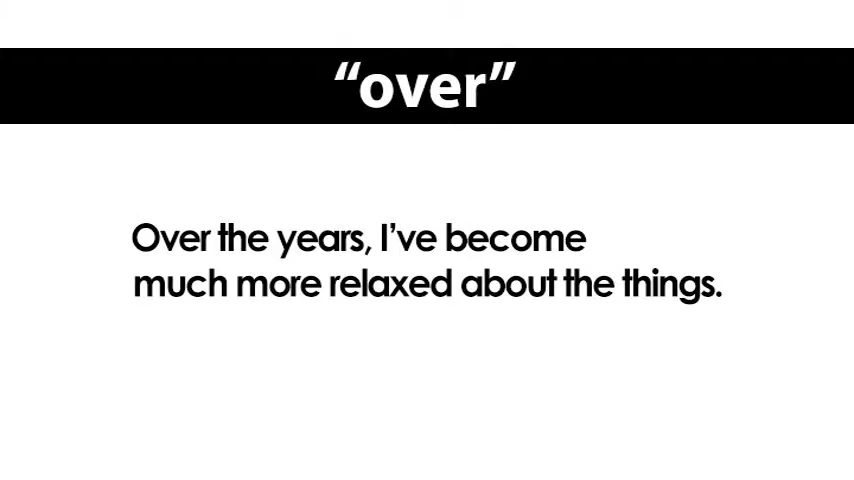 “over”
Over the years, I’ve become
much more relaxed about the things.